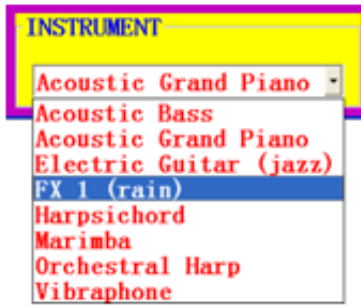 INSTRUMENT
Acoustic Grand Piano
Acoustic Bass
Acoustic Grand Piano
Electric Guitar (jazz)
FX 1 (rain)
Harpsichord
Marimba
Orchestral Harp
Vibraphone